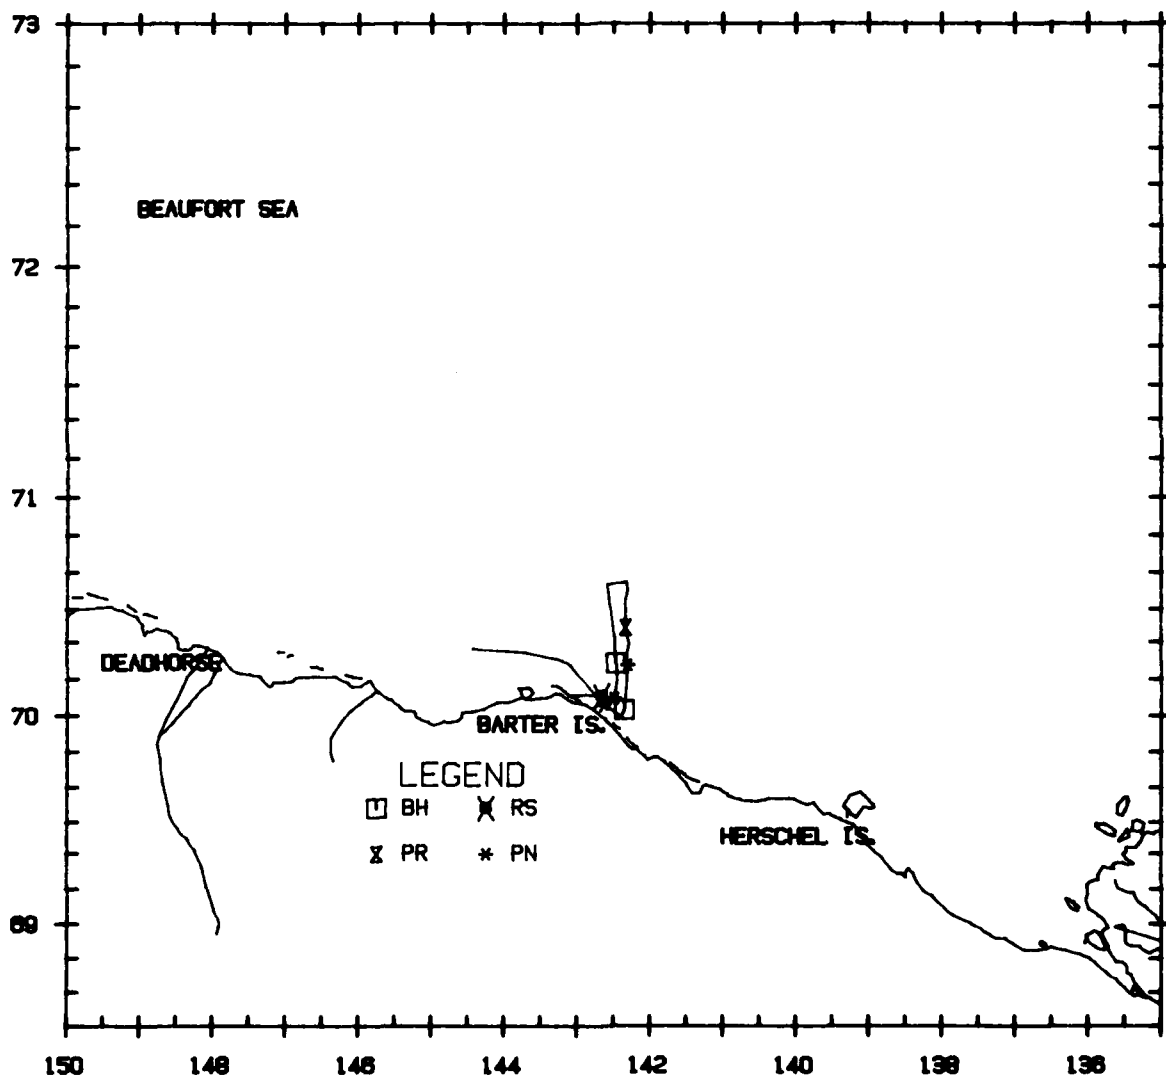 73
BEAUFORT SEA
72
71
DEADHORSE
70
BARTER IS.
LEGEND
BH RS
HERSCHEL IS.
PR PN
69
150 148 146 144 142 140 138 136